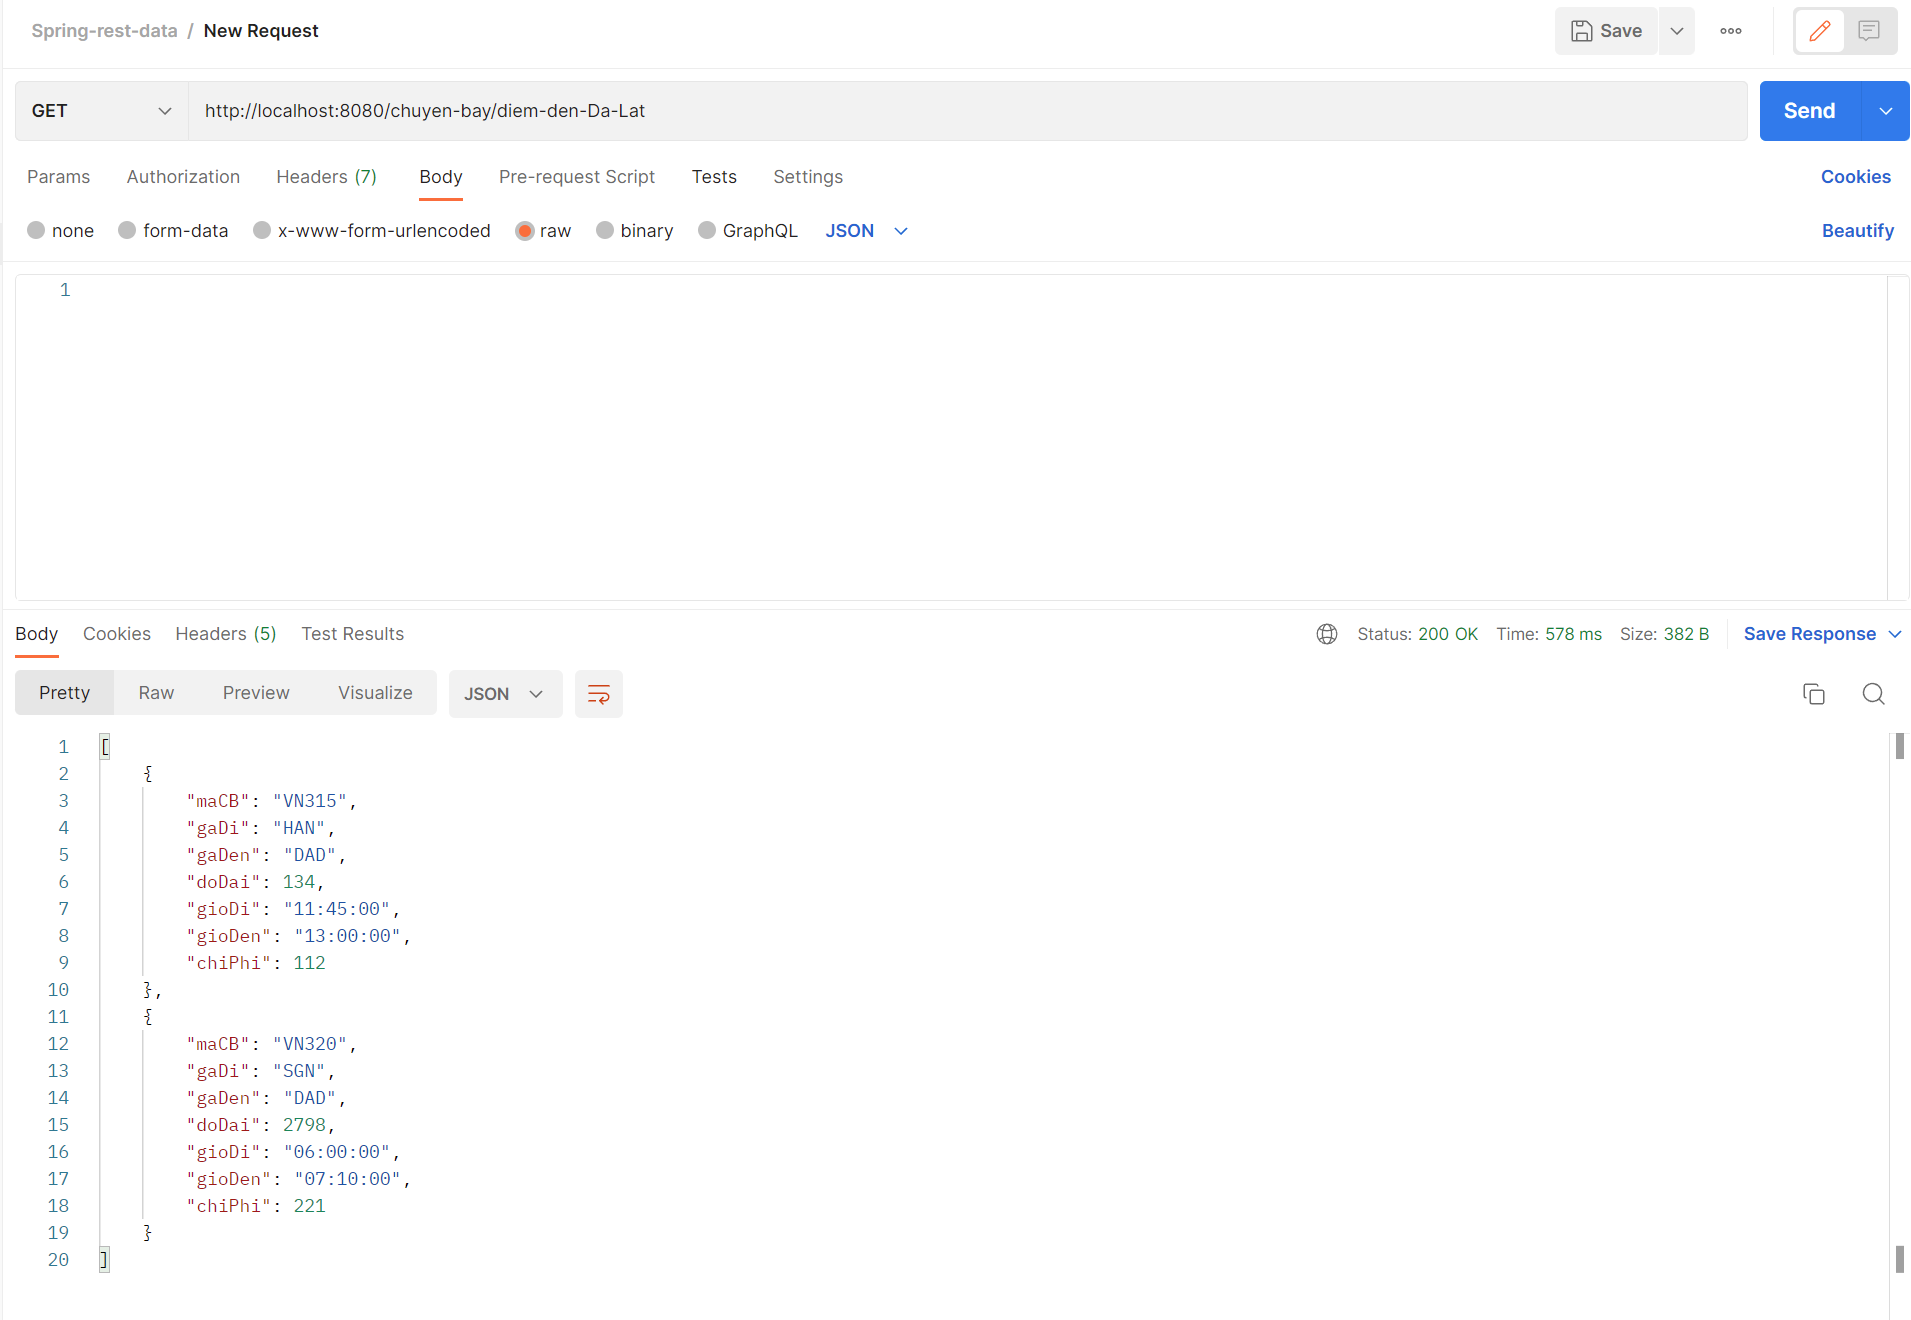 Spring-rest-data / New Request
Save
GET http://localhost:8080/chuyen-bay/diem-den-Da-Lat Send
Params Authorization Headers (7) Body Pre-request Script Tests Settings Cookies
none form-data x-www-form-urlencoded raw binary GraphQL JSON Beautify
1
Body Cookies Headers (5) Test Results Status: 200 OK Time: 578 ms Size: 382 B Save Response
Pretty Raw Preview Visualize JSON
1 [
2 {
3 "maCB": "VN315",
4 "gaDi": "HAN",
5 "gaDen": "DAD",
6 "doDai": 134,
7 "gioDi": "11:45:00",
8 "gioDen": "13:00:00",
9 "chiPhi": 112
10 },
11 {
12 "maCB": "VN320",
13 "gaDi": "SGN",
14 "gaDen": "DAD",
15 "doDai": 2798,
16 "gioDi": "06:00:00",
17 "gioDen": "07:10:00",
18 "chiPhi": 221
19 }
20 ]